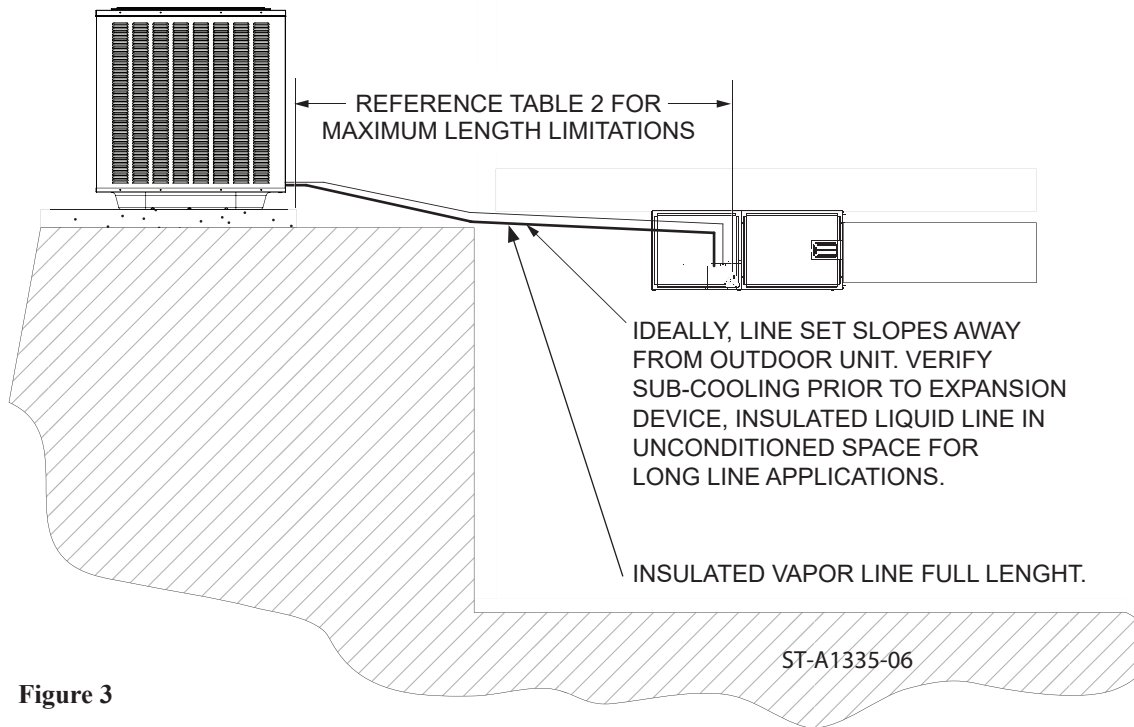 REFERENCE TABLE 2 FOR
MAXIMUM LENGTH LIMITATIONS
IDEALLY, LINE SET SLOPES AWAY
FROM OUTDOOR UNIT. VERIFY
SUB-COOLING PRIOR TO EXPANSION
DEVICE, INSULATED LIQUID LINE IN
UNCONDITIONED SPACE FOR
LONG LINE APPLICATIONS.
INSULATED VAPOR LINE FULL LENGHT.
ST-A1335-06
Figure 3